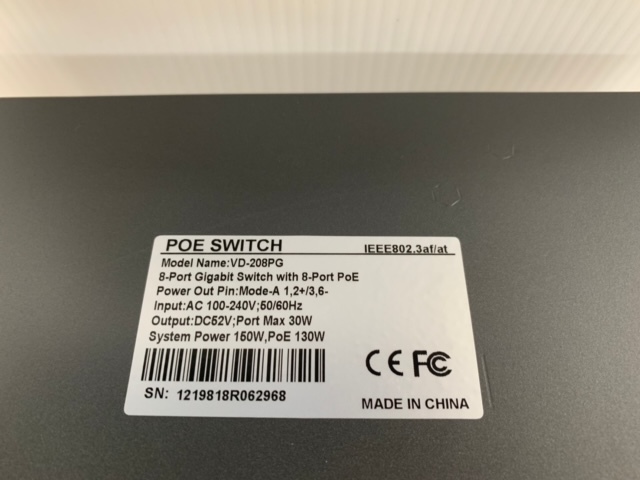 POE SWITCH IEEE802.3af/at
Model Name:VD-208PG
8-Port Gigabit Switch with 8-Port PoE
Power Out Pin:Mode-A 1,2+/3,6-
Input:AC 100-240V;50/60Hz
Output:DC52V;Port Max 30W
System Power 150W,PoE 130W
CE FC
SN: 1219818R062968
MADE IN CHINA